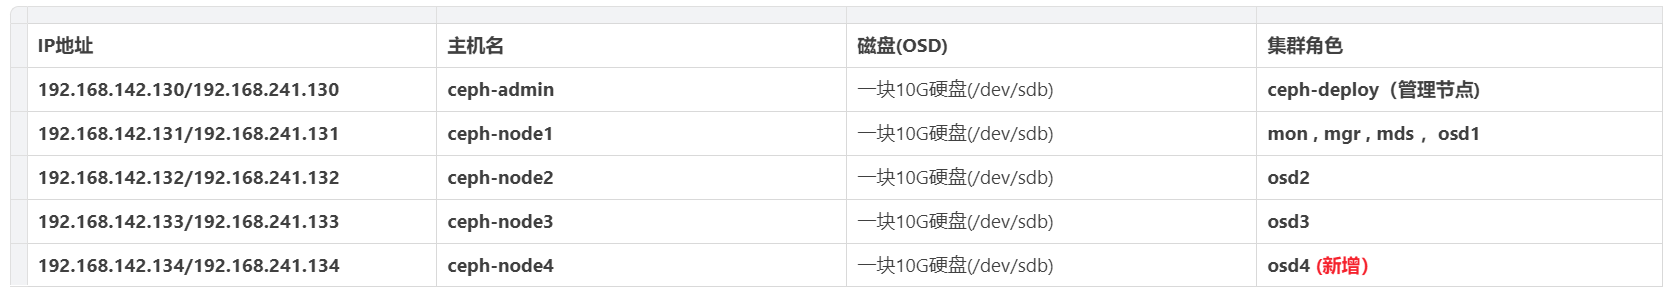 IP地址 主机名 磁盘(OSD) 集群角色
192.168.142.130/192.168.241.130 ceph-admin 一块10G硬盘(/dev/sdb) ceph-deploy（管理节点)
192.168.142.131/192.168.241.131 ceph-node1 一块10G硬盘(/dev/sdb) mon , mgr , mds ，osd1
192.168.142.132/192.168.241.132 ceph-node2 一块10G硬盘(/dev/sdb) osd2
192.168.142.133/192.168.241.133 ceph-node3 一块10G硬盘(/dev/sdb) osd3
192.168.142.134/192.168.241.134 ceph-node4 一块10G硬盘(/dev/sdb) osd4 (新增）